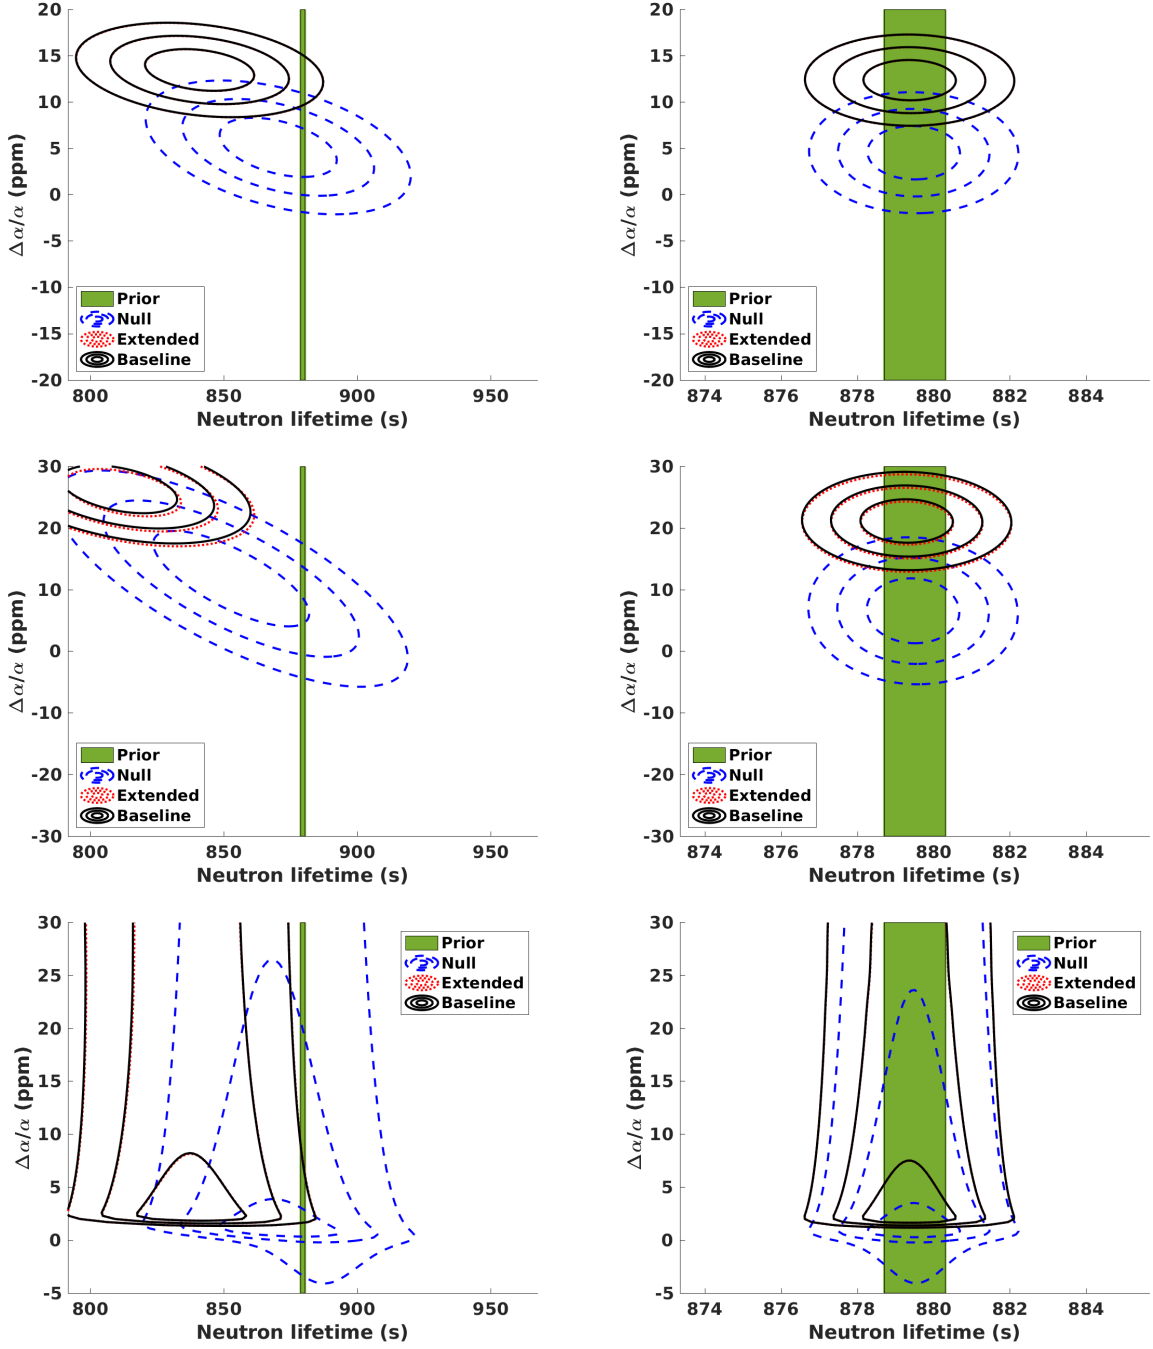 20
15
10
5
0
-5
-10
-15
-20
Δα/α (ppm)
Prior
Null
Extended
Baseline
800
850
900
950
Neutron lifetime (s)
20
15
10
5
0
-5
-10
-15
-20
Δα/α (ppm)
Prior
Null
Extended
Baseline
874
876
878
880
882
884
Neutron lifetime (s)
30
20
10
0
-10
-20
-30
Δα/α (ppm)
Prior
Null
Extended
Baseline
800
850
900
950
Neutron lifetime (s)
30
20
10
0
-10
-20
-30
Δα/α (ppm)
Prior
Null
Extended
Baseline
874
876
878
880
882
884
Neutron lifetime (s)
30
25
20
15
10
5
0
-5
Δα/α (ppm)
Prior
Null
Extended
Baseline
800
850
900
950
Neutron lifetime (s)
30
25
20
15
10
5
0
-5
Δα/α (ppm)
Prior
Null
Extended
Baseline
874
876
878
880
882
884
Neutron lifetime (s)